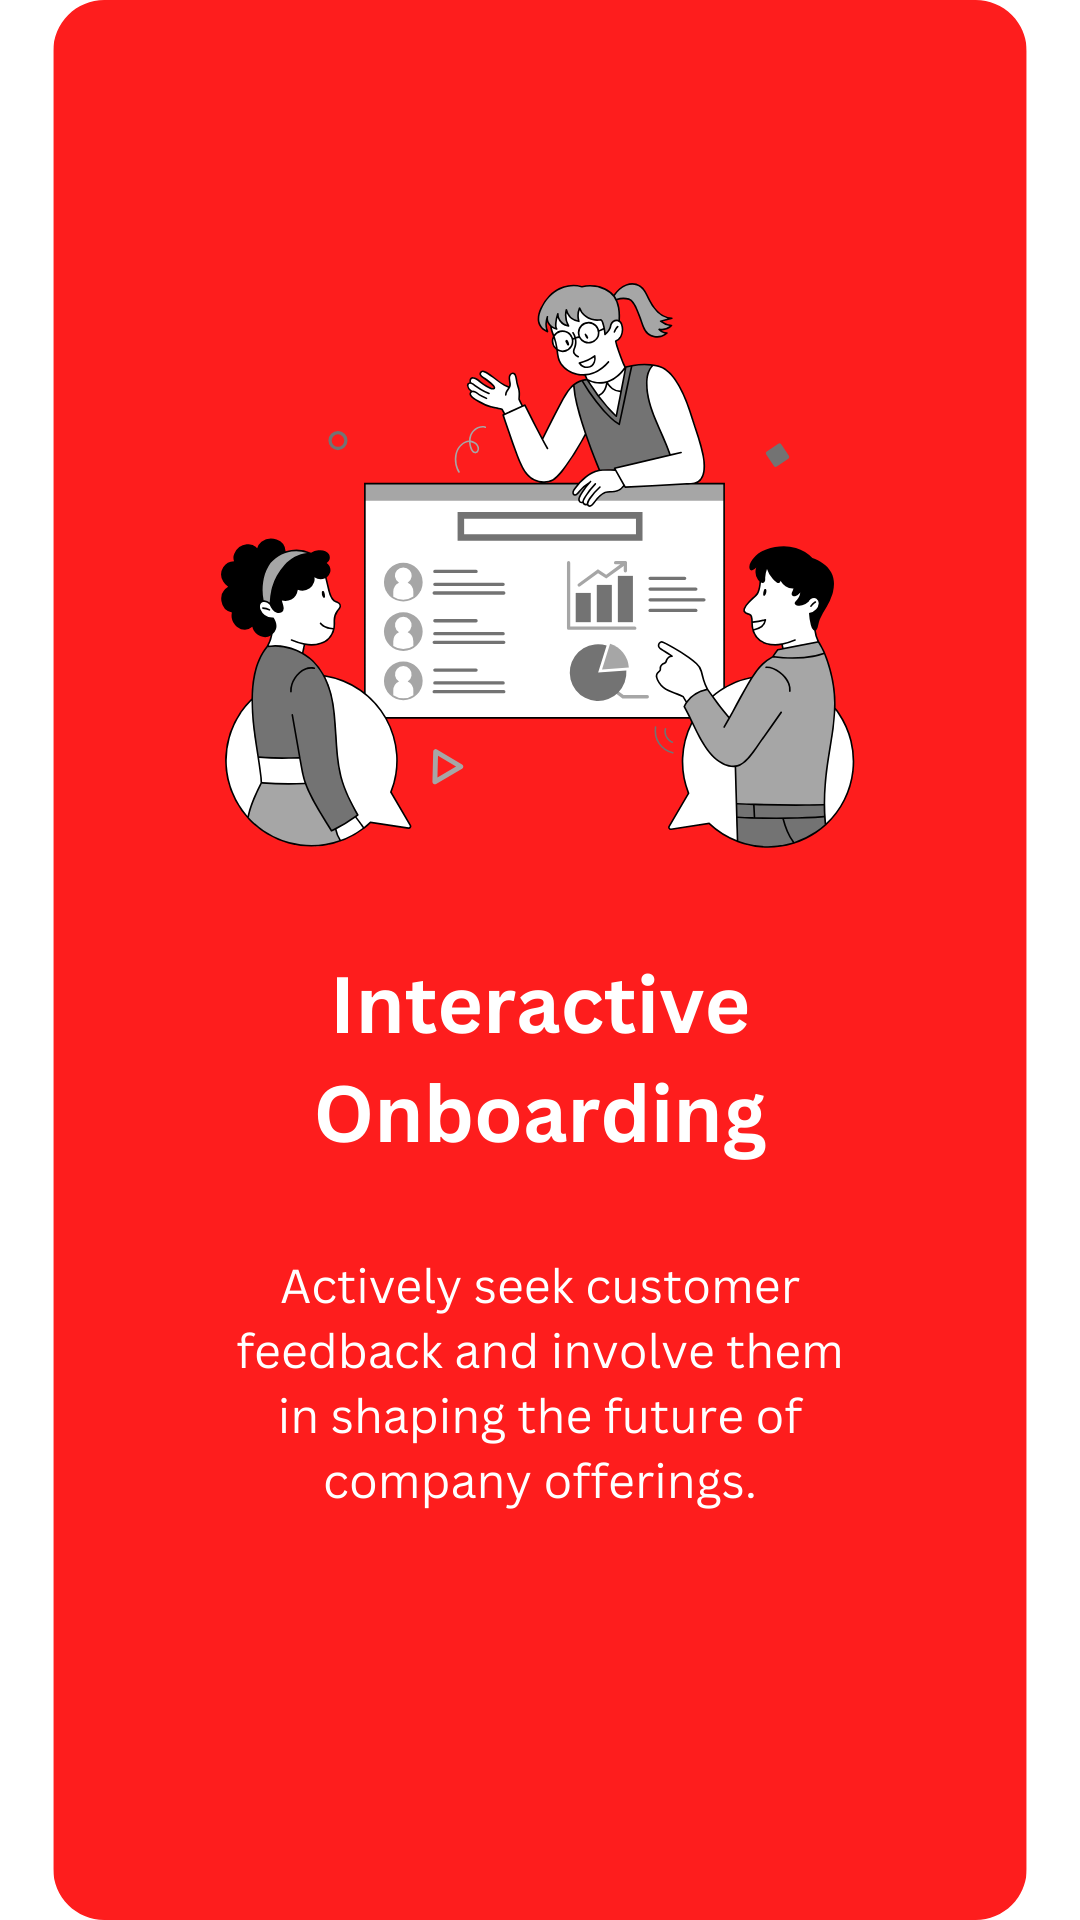 Interactive
Onboarding
Actively seek customer
feedback and involve them
in shaping the future of
company offerings.